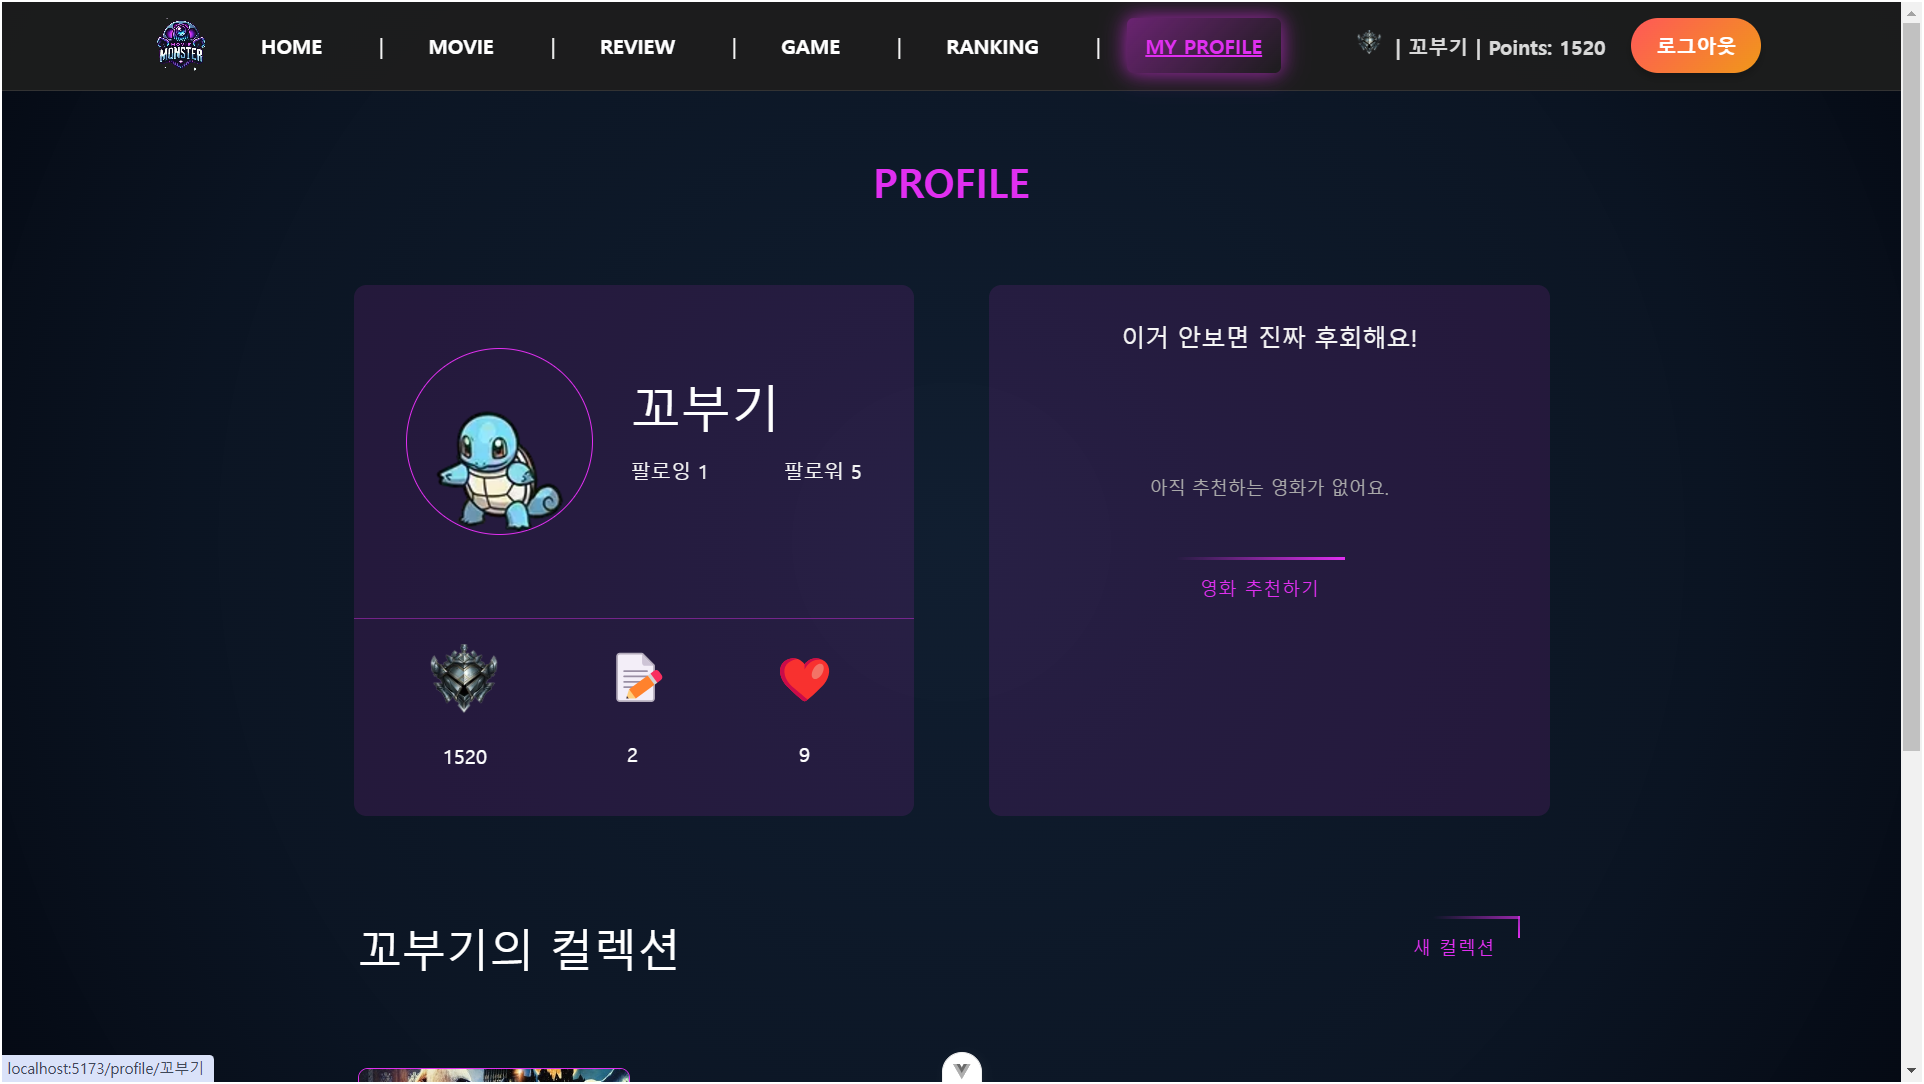 MOVIE
MONSTER
HOME | MOVIE | REVIEW | GAME | RANKING | MY PROFILE | 꼬부기 | Points: 1520 로그아웃
PROFILE
꼬부기
팔로잉 1 팔로워 5
1520 2 9
이거 안보면 진짜 후회해요!
아직 추천하는 영화가 없어요.
영화 추천하기
꼬부기의 컬렉션
새 컬렉션
localhost:5173/profile/꼬부기